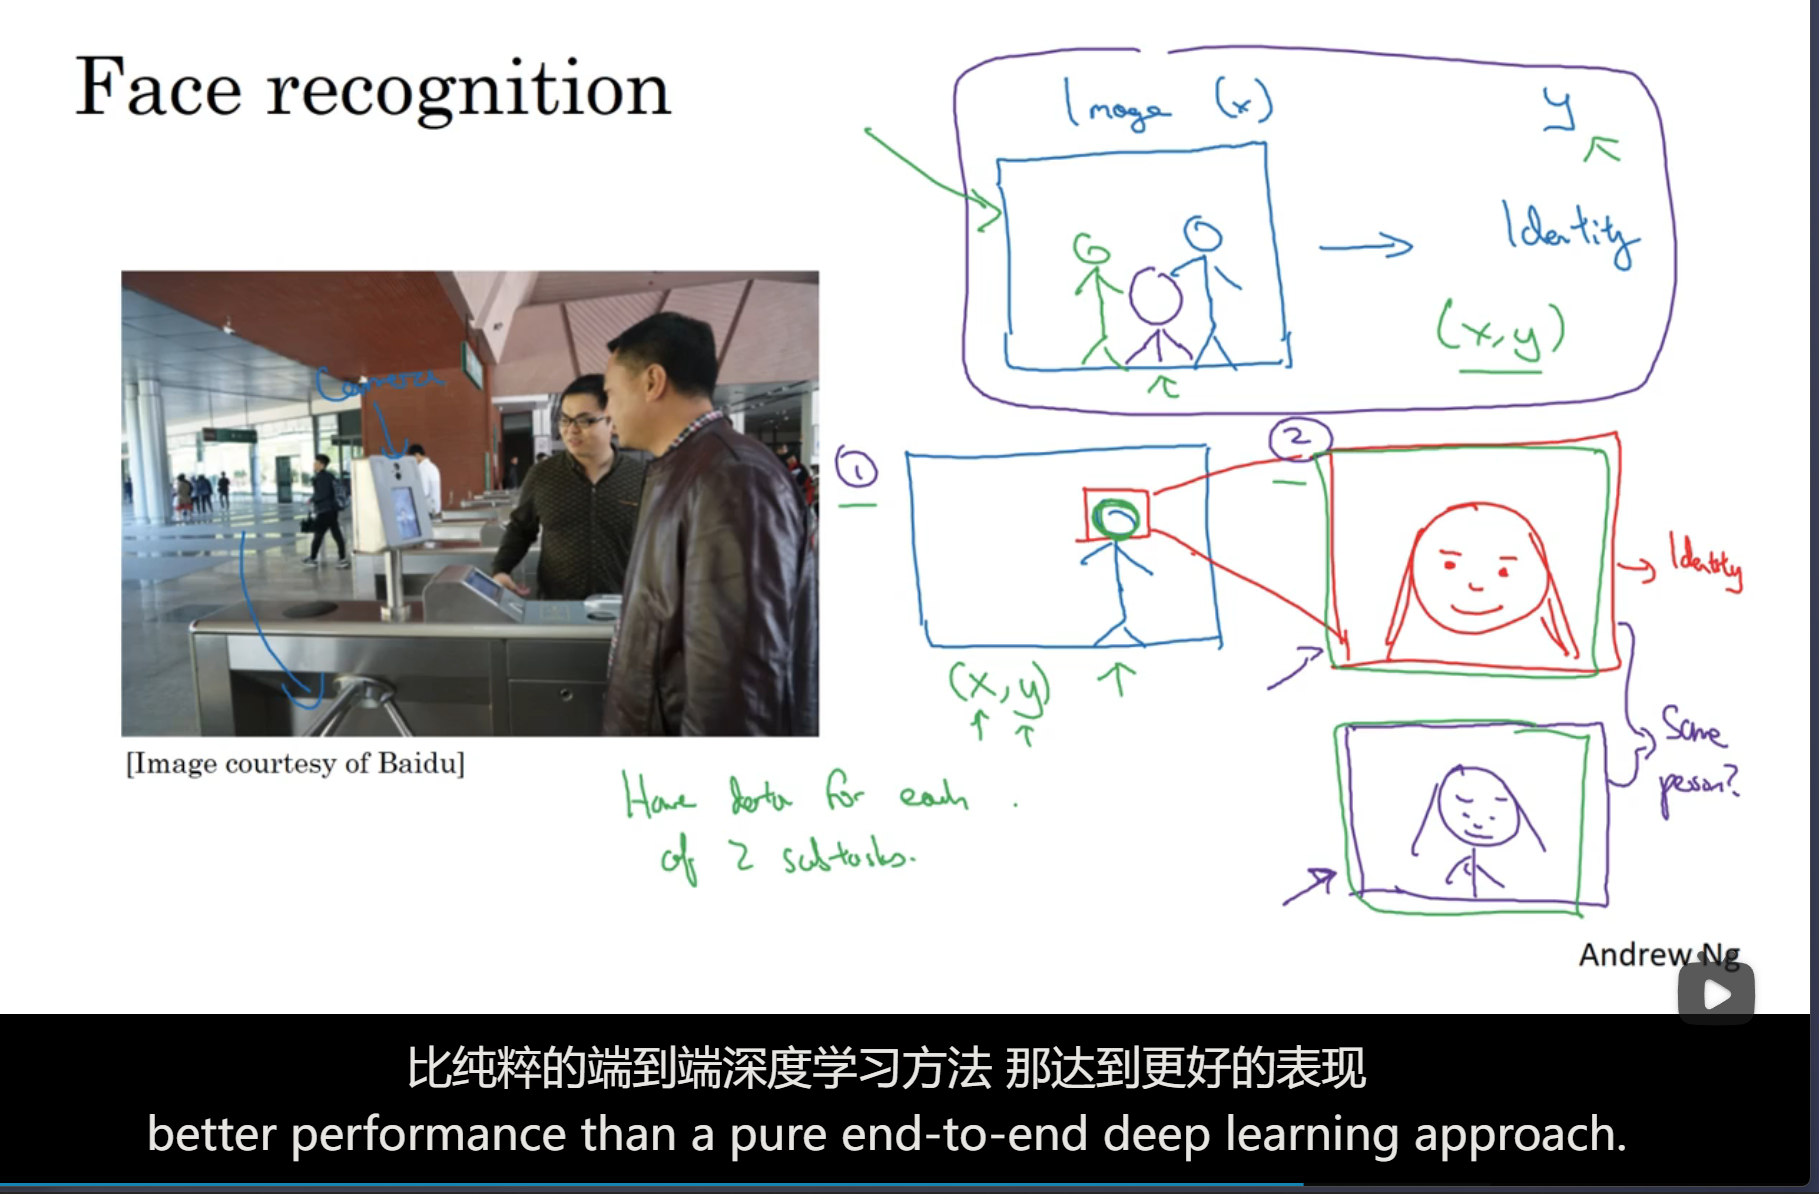 Face recognition
Image (x)
y
Identity
(x,y)
Camera
1
2
Identity
(x,y)
Same
person?
[Image courtesy of Baidu]
Have data for each
of 2 subtasks.
Andrew Ng
比纯粹的端到端深度学习方法 那达到更好的表现
better performance than a pure end-to-end deep learning approach.